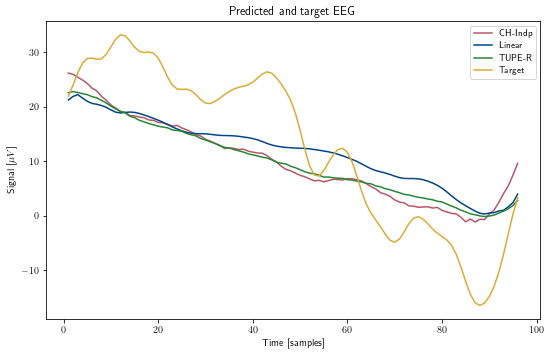 Predicted and target EEG
CH-Indp
Linear
TUPE-R
Target
30
20
10
0
−10
Signal [μV]
0
20
40
60
80
100
Time [samples]